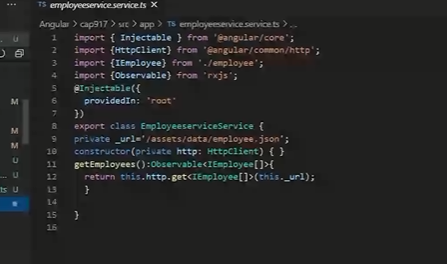 employeeservice.service.ts ×
Angular > cap917 > src > app > TS employeeservice.service.ts > ...
1 import { Injectable } from '@angular/core';
2 import {HttpClient} from '@angular/common/http';
3 import {IEmployee} from './employee';
4 import {Observable} from 'rxjs';
5 @Injectable({
6 providedIn: 'root'
7 })
8 export class EmployeeserviceService {
9 private _url='/assets/data/employee.json';
10 constructor(private http: HttpClient) { }
11 getEmployees():Observable<IEmployee[]>{
12 return this.http.get<IEmployee[]>(this._url);
13 }
14
15 }
16
M
M
M
U
U
U
ts U